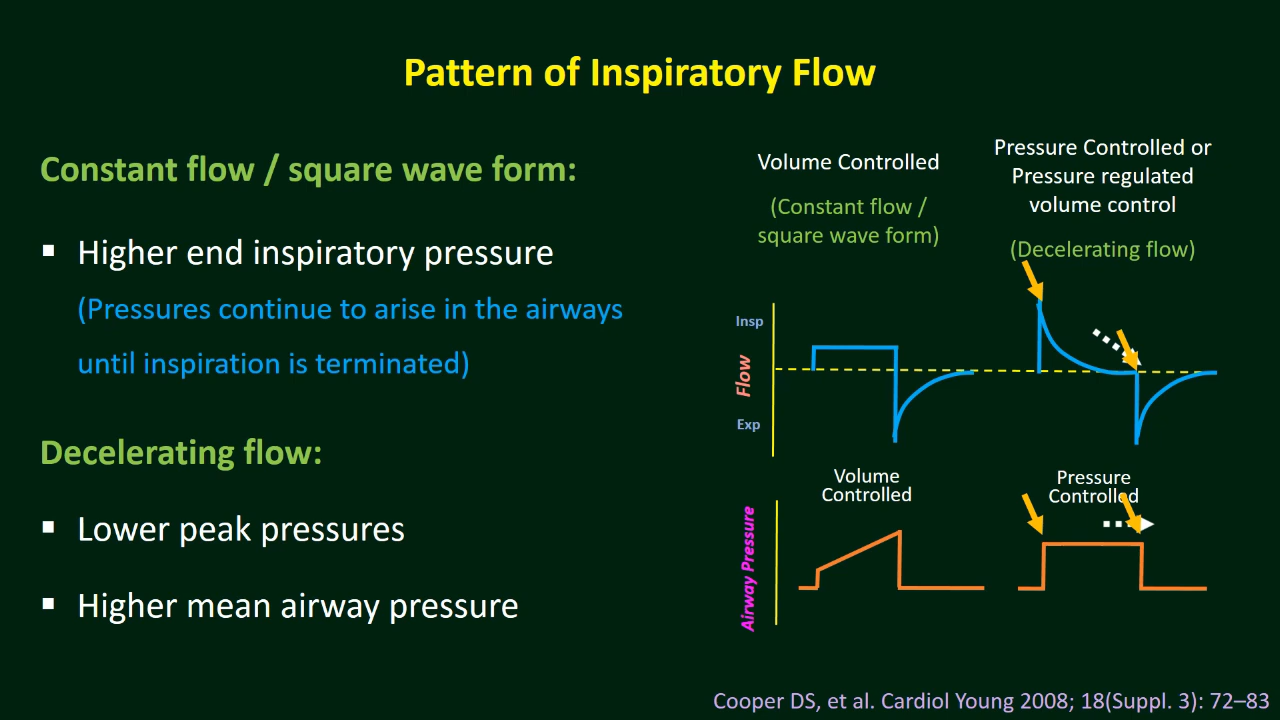 Pattern of Inspiratory Flow
Constant flow / square wave form:
▪ Higher end inspiratory pressure
(Pressures continue to arise in the airways
until inspiration is terminated)
Decelerating flow:
▪ Lower peak pressures
▪ Higher mean airway pressure
Volume Controlled
(Constant flow /
square wave form)
Pressure Controlled or
Pressure regulated
volume control
(Decelerating flow)
Insp
Flow
Exp
Volume
Controlled
Pressure
Controlled
Airway Pressure
Cooper DS, et al. Cardiol Young 2008; 18(Suppl. 3): 72–83